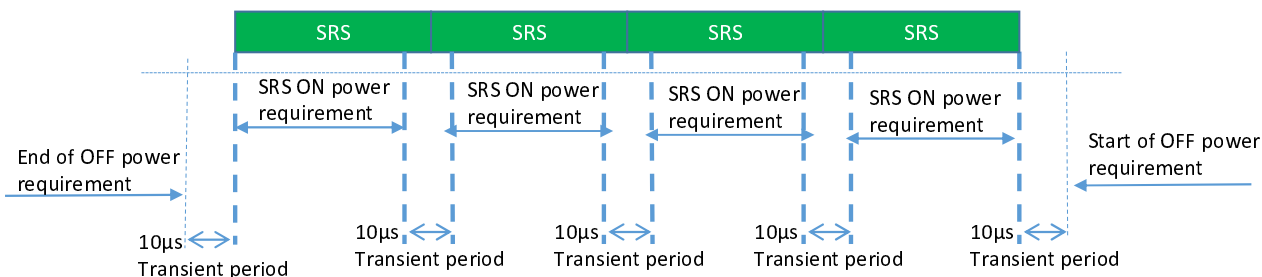 SRS SRS SRS SRS
SRS ON power
requirement
SRS ON power
requirement
SRS ON power
requirement
SRS ON power
requirement
End of OFF power
requirement
Start of OFF power
requirement
10µs
Transient period
10µs
Transient period
10µs
Transient period
10µs
Transient period
10µs
Transient period